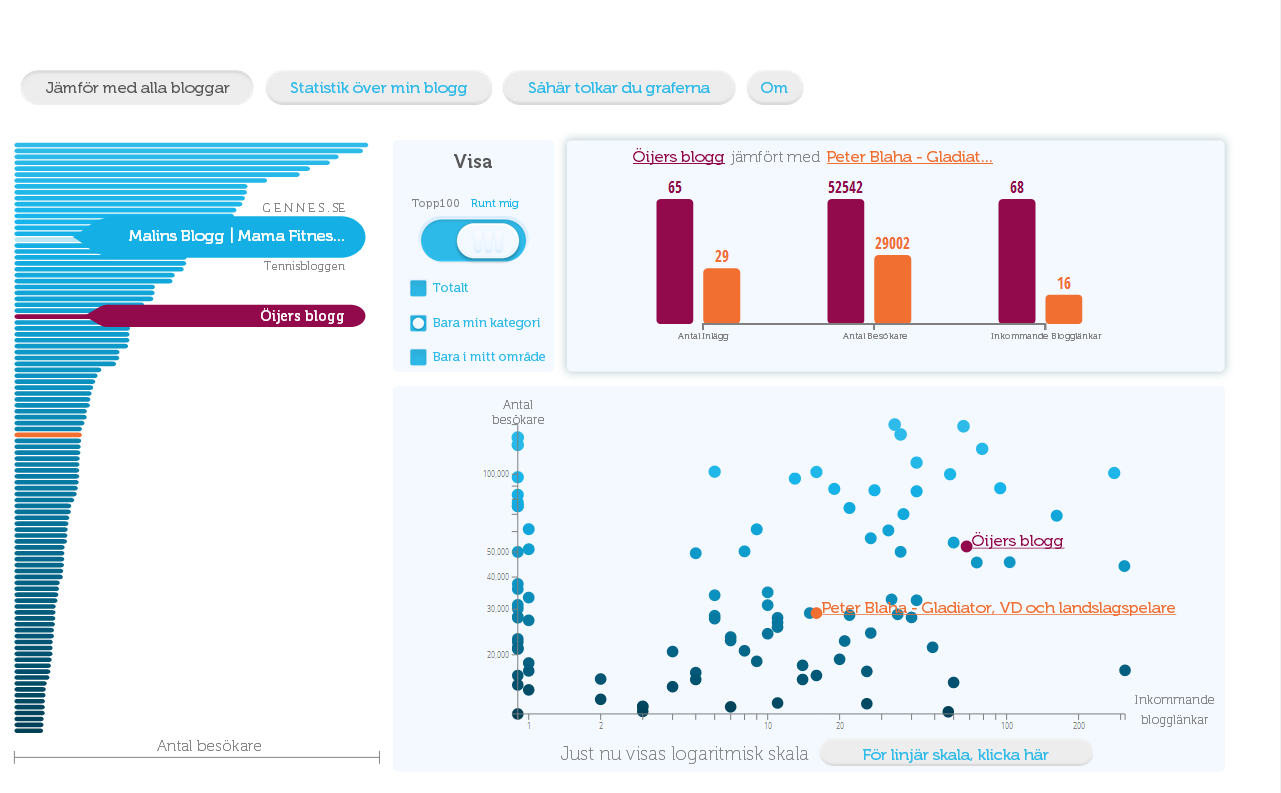 Jämför med alla bloggar
Statistik över min blogg
Såhär tolkar du graferna
Om
GENNES.SE
Malins Blogg | Mama Fitnes...
Tennisbloggen
Öijers blogg
Antal besökare
Visa
Topp100 Runt mig
Totalt
Bara min kategori
Bara i mitt område
Öijers blogg jämfört med Peter Blaha - Gladiat...
65
29
52542
29002
68
16
Antal Inlägg
Antal Besökare
Inkommande Blogglänkar
Antal
besökare
100,000
50,000
40,000
30,000
20,000
Öijers blogg
Peter Blaha - Gladiator, VD och landslagspelare
1 2 10 20 100 200
Inkommande
blogglänkar
Just nu visas logaritmisk skala
För linjär skala, klicka här